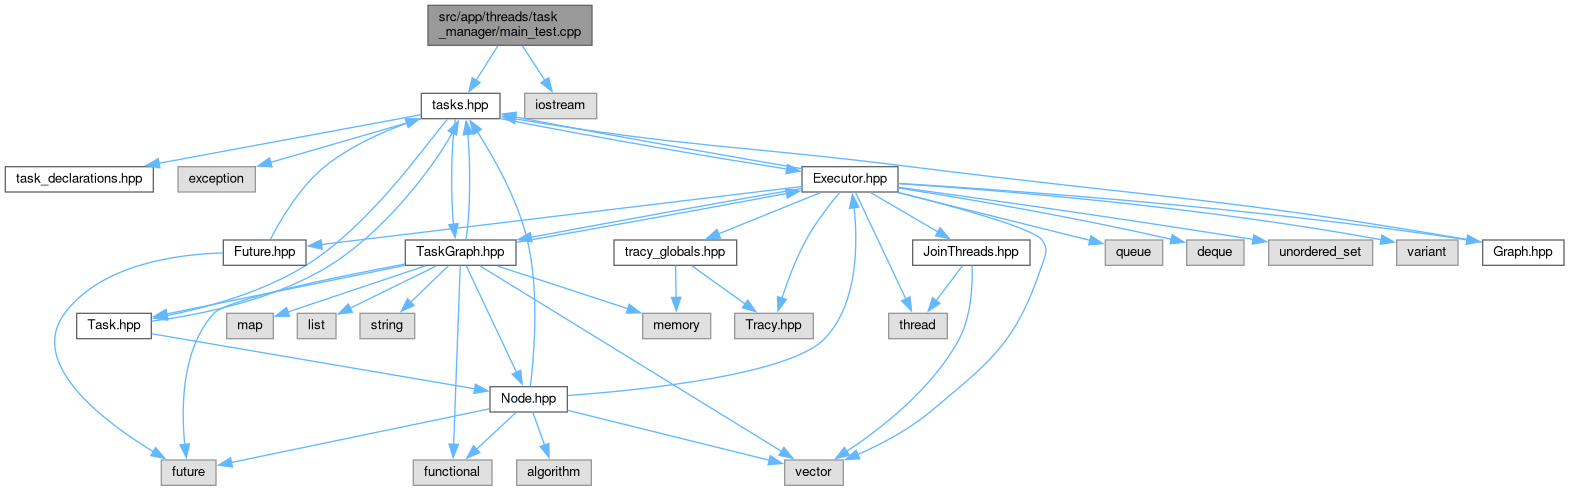 src/app/threads/task
_manager/main_test.cpp
tasks.hpp
iostream
task_declarations.hpp
exception
Executor.hpp
Future.hpp
TaskGraph.hpp
tracy_globals.hpp
JoinThreads.hpp
queue
deque
unordered_set
variant
Graph.hpp
Task.hpp
map
list
string
memory
Tracy.hpp
thread
Node.hpp
future
functional
algorithm
vector